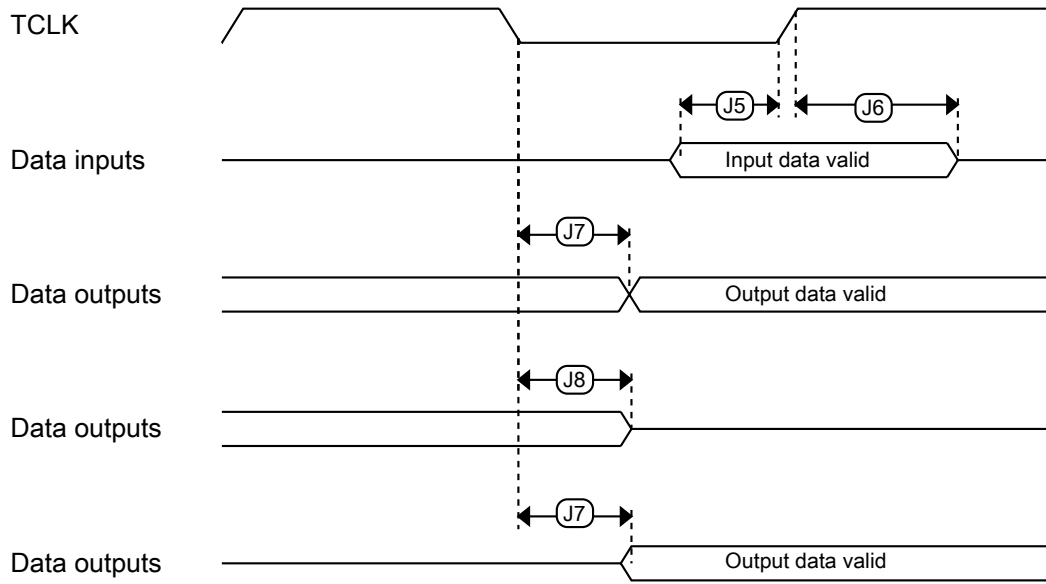 TCLK
J5
J6
Data inputs
Input data valid
J7
Data outputs
Output data valid
J8
Data outputs
J7
Data outputs
Output data valid